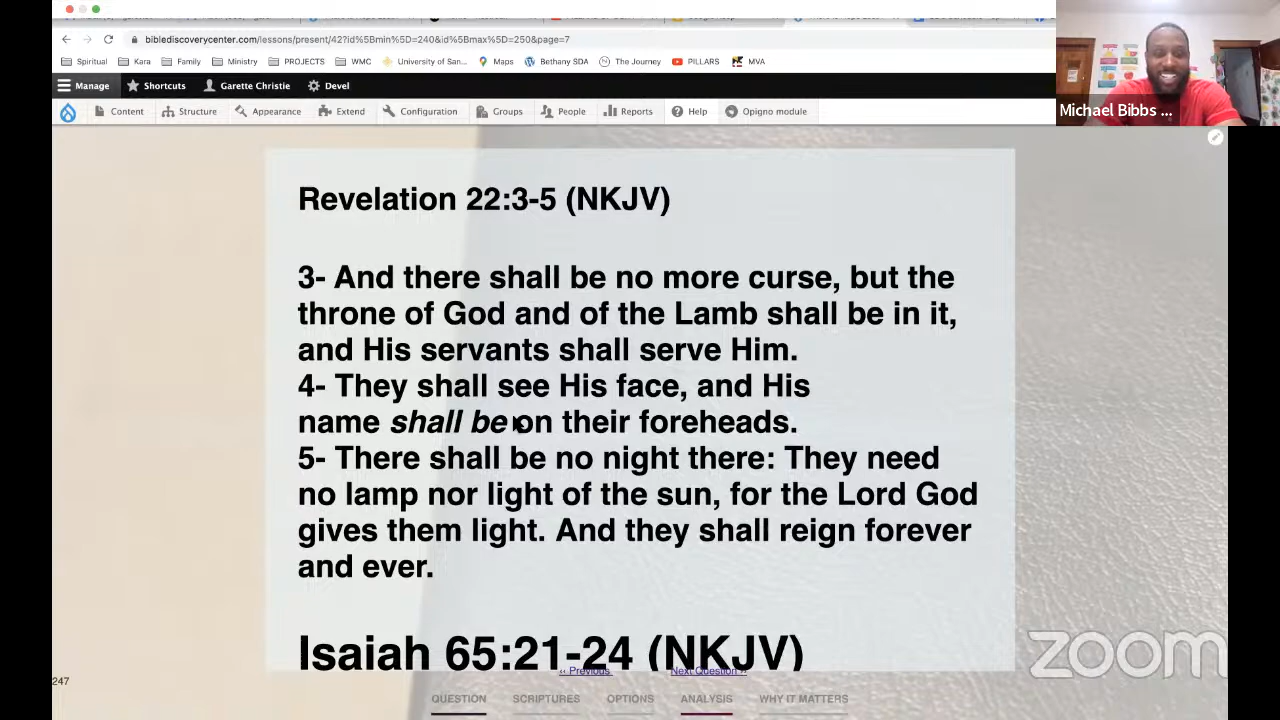 biblediscoverycenter.com/lessons/present/42?id%5Bmin%5D=240&id%5Bmax%5D=250&page=7
Spiritual Kara Family Ministry PROJECTS WMC University of San... Maps Bethany SDA The Journey PILLARS MVA
Michael Bibbs ...
Manage Shortcuts Garette Christie Devel
Content Structure Appearance Extend Configuration Groups People Reports Help Opigno module
Revelation 22:3-5 (NKJV)
3- And there shall be no more curse, but the
throne of God and of the Lamb shall be in it,
and His servants shall serve Him.
4- They shall see His face, and His
name shall be on their foreheads.
5- There shall be no night there: They need
no lamp nor light of the sun, for the Lord God
gives them light. And they shall reign forever
and ever.
Isaiah 65:21-24 (NKJV)
‹‹ Previous Next Question ››
247
QUESTION SCRIPTURES OPTIONS ANALYSIS WHY IT MATTERS
zoom